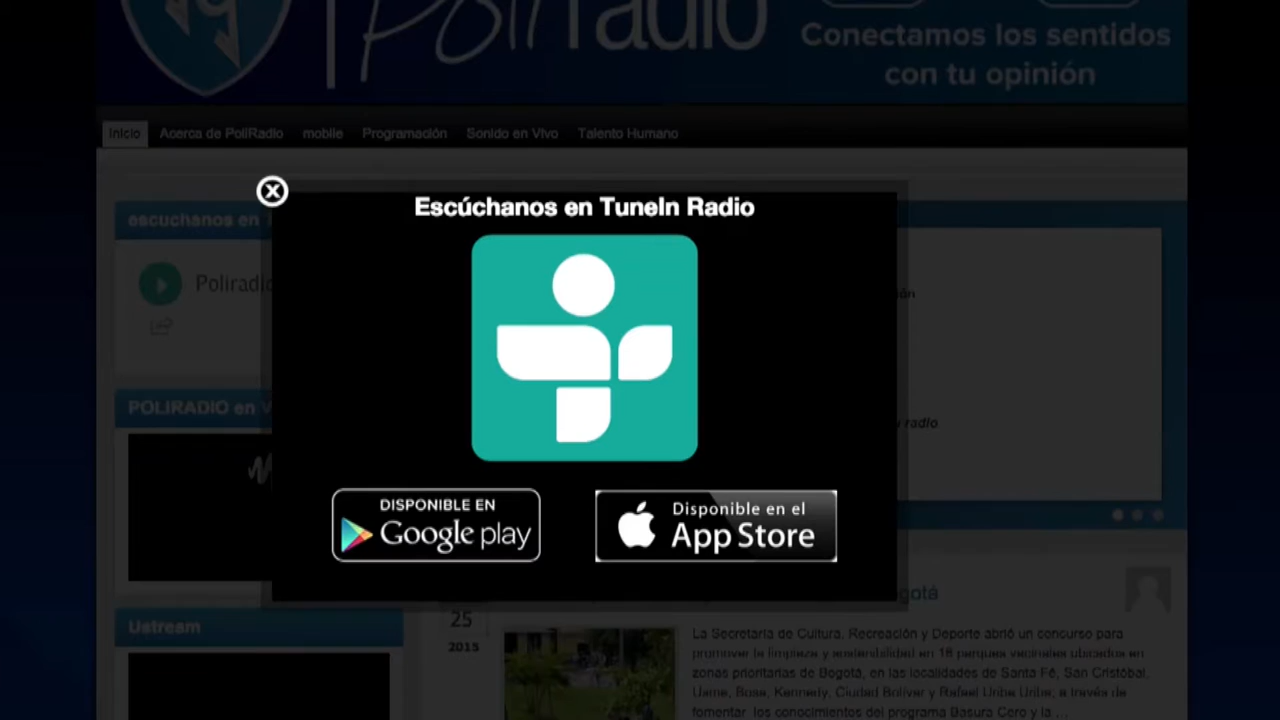 PoliRadio
Conectamos los sentidos
con tu opinión
Inicio Acerca de PoliRadio mobile Programación Sonido en Vivo Talento Humano
Escúchanos en TuneIn Radio
escuchanos en
Poliradio
POLIRADIO en V
radio
DISPONIBLE EN
Google play
Disponible en el
App Store
Ustream
25
2015
La Secretaría de Cultura, Recreación y Deporte abrió un concurso para
promover la limpieza y sostenibilidad en 18 parques vecinales ubicados en
zonas prioritarias de Bogotá, en las localidades de Santa Fé, San Cristóbal,
Usme, Bosa, Kennedy, Ciudad Bolívar y Rafael Uribe Uribe, a través de
fomentar los conocimientos del programa Basura Cero y la ...